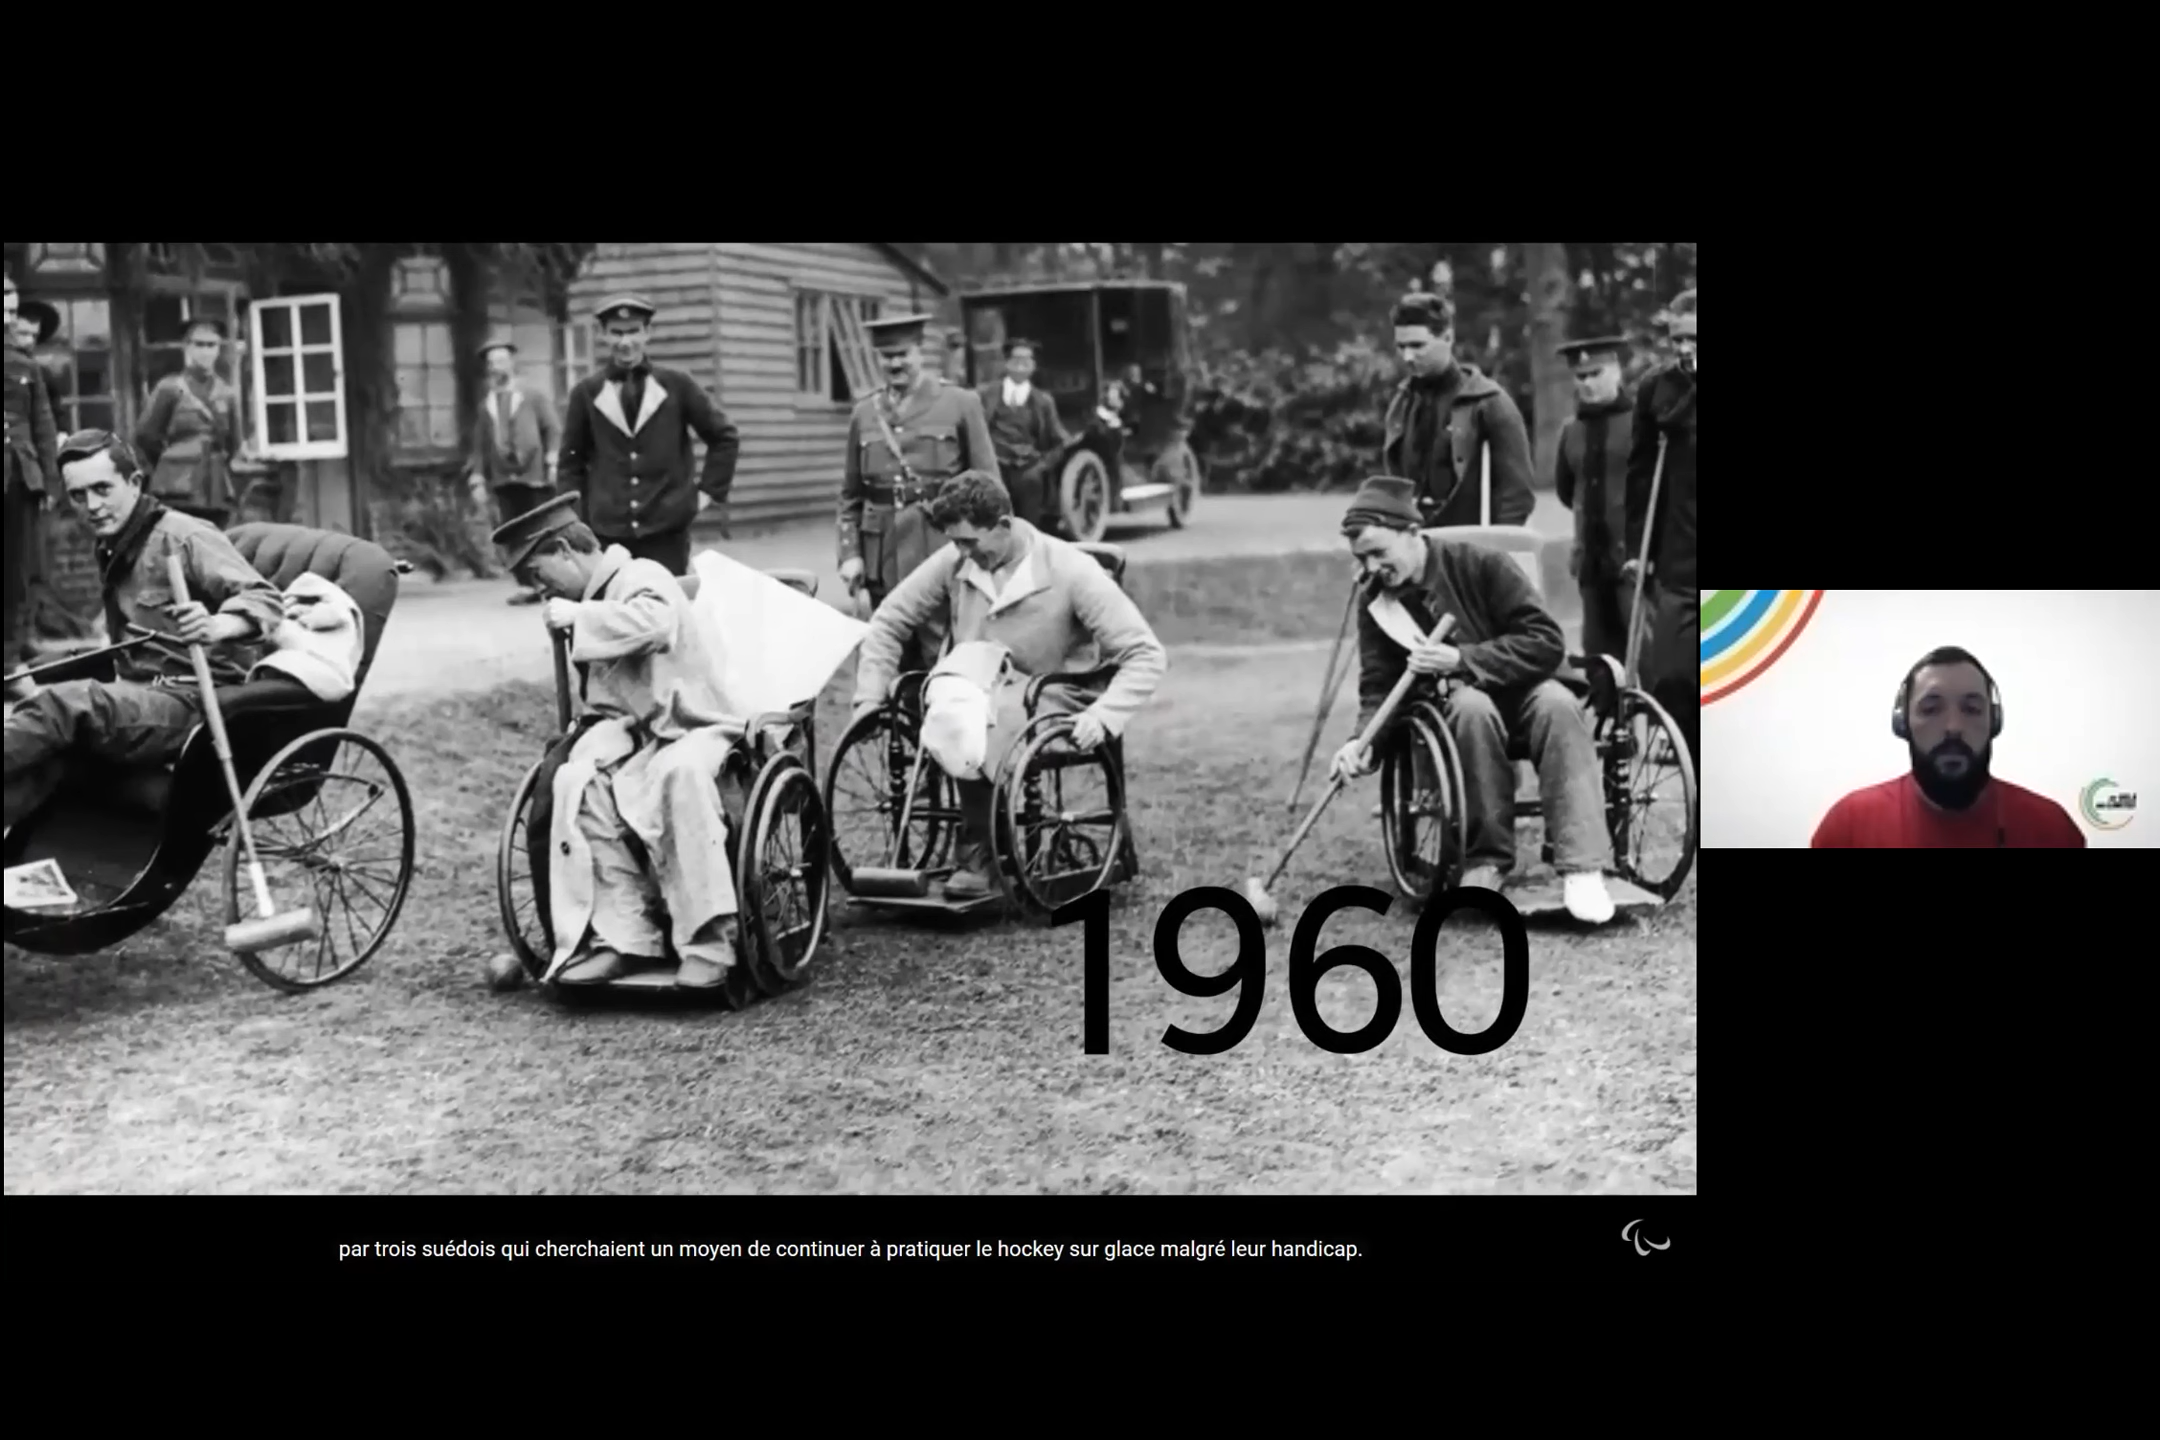 1960
par trois suédois qui cherchaient un moyen de continuer à pratiquer le hockey sur glace malgré leur handicap.